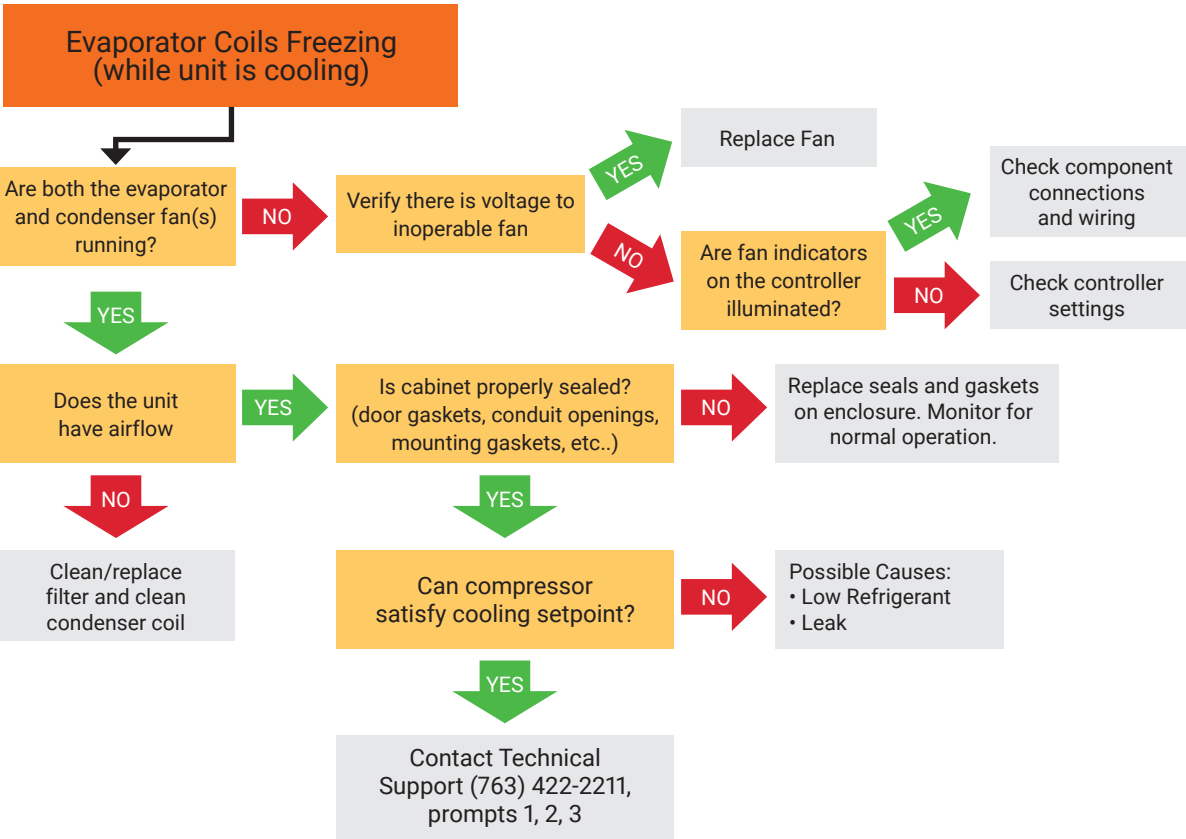 Evaporator Coils Freezing
(while unit is cooling)
Are both the evaporator
and condenser fan(s)
running?
NO
Verify there is voltage to
inoperable fan
YES
Replace Fan
NO
Are fan indicators
on the controller
illuminated?
YES
Check component
connections
and wiring
NO
Check controller
settings
YES
Does the unit
have airflow
YES
Is cabinet properly sealed?
(door gaskets, conduit openings,
mounting gaskets, etc..)
NO
Replace seals and gaskets
on enclosure. Monitor for
normal operation.
NO
Clean/replace
filter and clean
condenser coil
YES
Can compressor
satisfy cooling setpoint?
NO
Possible Causes:
• Low Refrigerant
• Leak
YES
Contact Technical
Support (763) 422-2211,
prompts 1, 2, 3